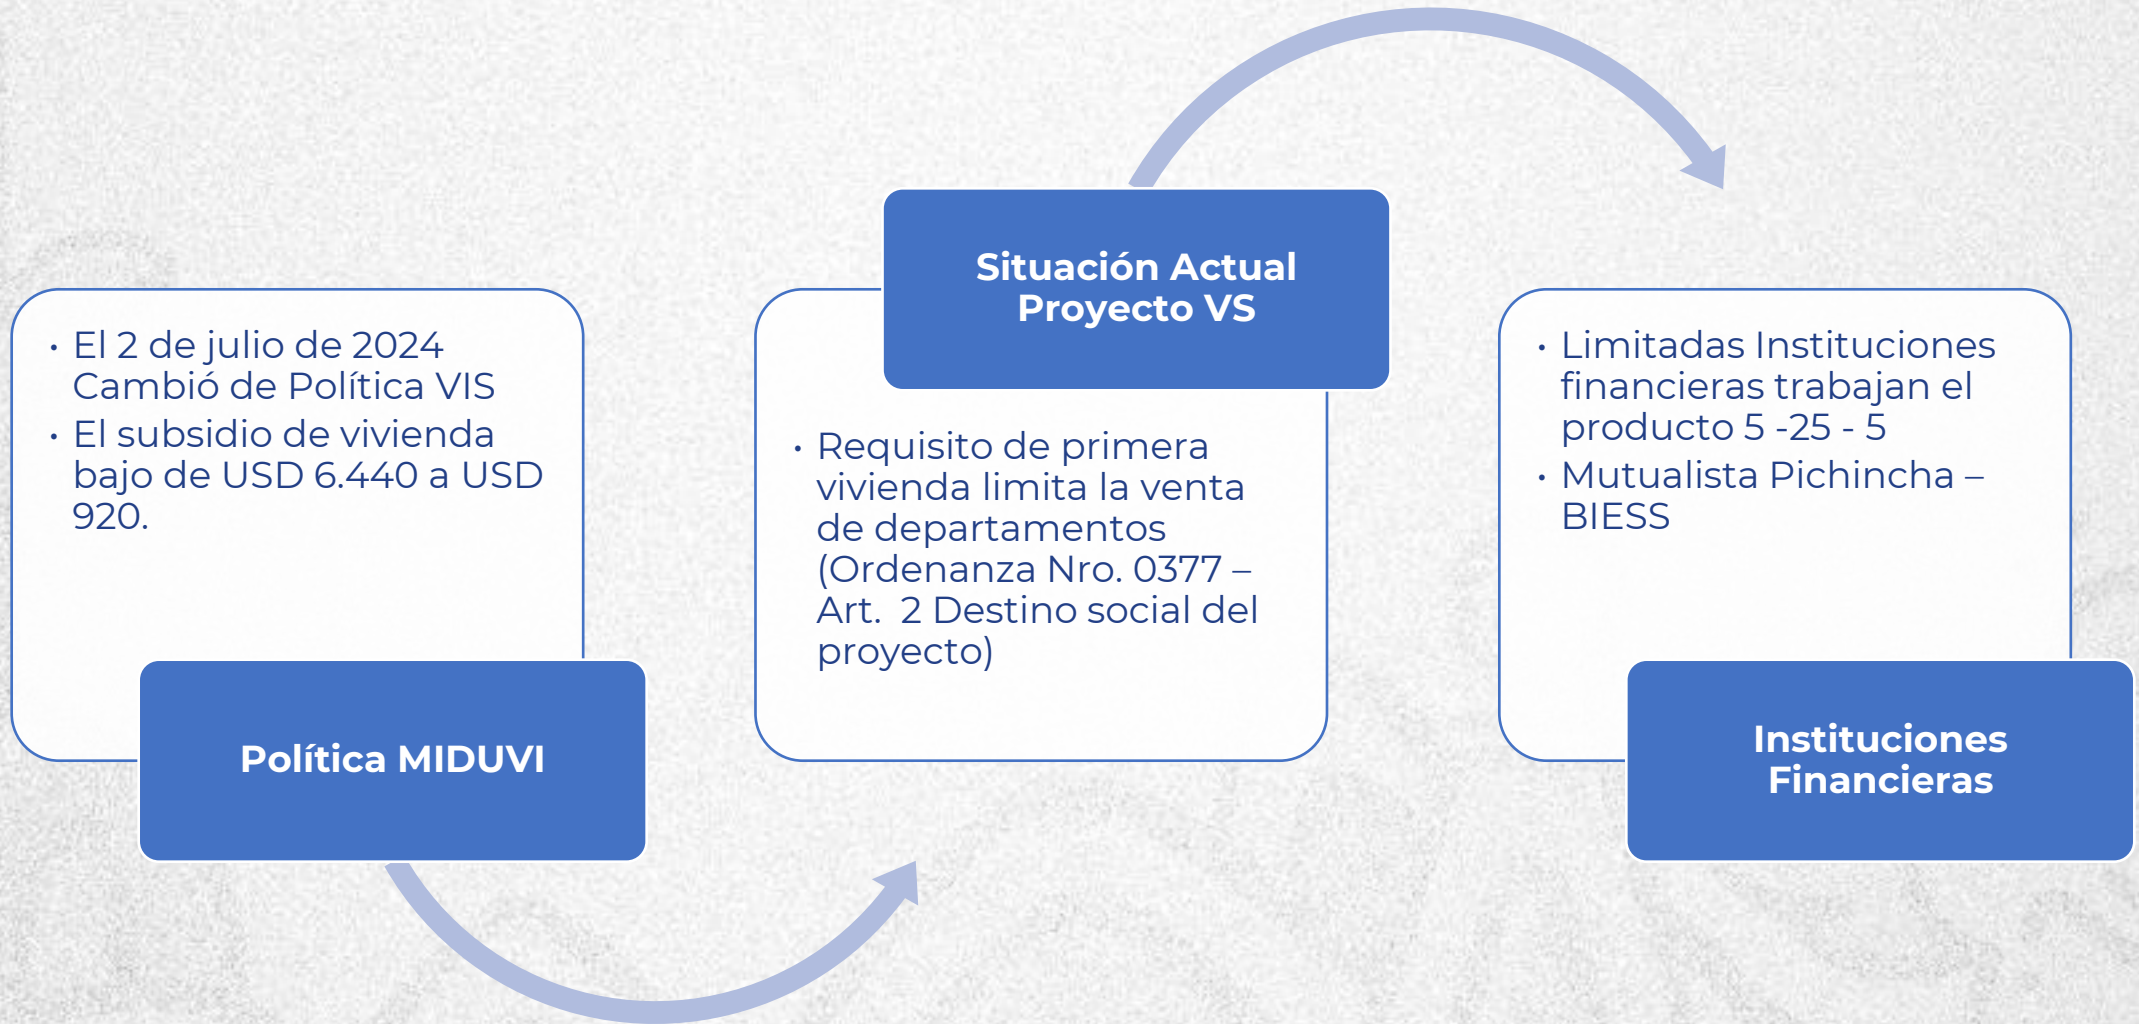 • El 2 de julio de 2024
Cambió de Política VIS
• El subsidio de vivienda
bajo de USD 6.440 a USD
920.
Política MIDUVI
Situación Actual
Proyecto VS
• Requisito de primera
vivienda limita la venta
de departamentos
(Ordenanza Nro. 0377 –
Art.  2 Destino social del
proyecto)
• Limitadas Instituciones
financieras trabajan el
producto 5 -25 - 5
• Mutualista Pichincha –
BIESS
Instituciones
Financieras